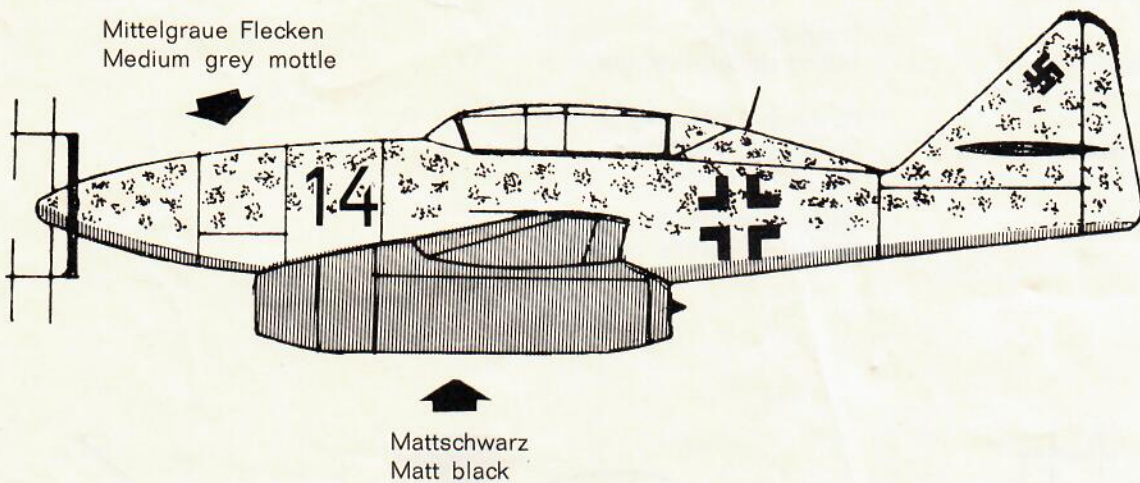 Mittelgraue Flecken
Medium grey mottle
14
Mattschwarz
Matt black